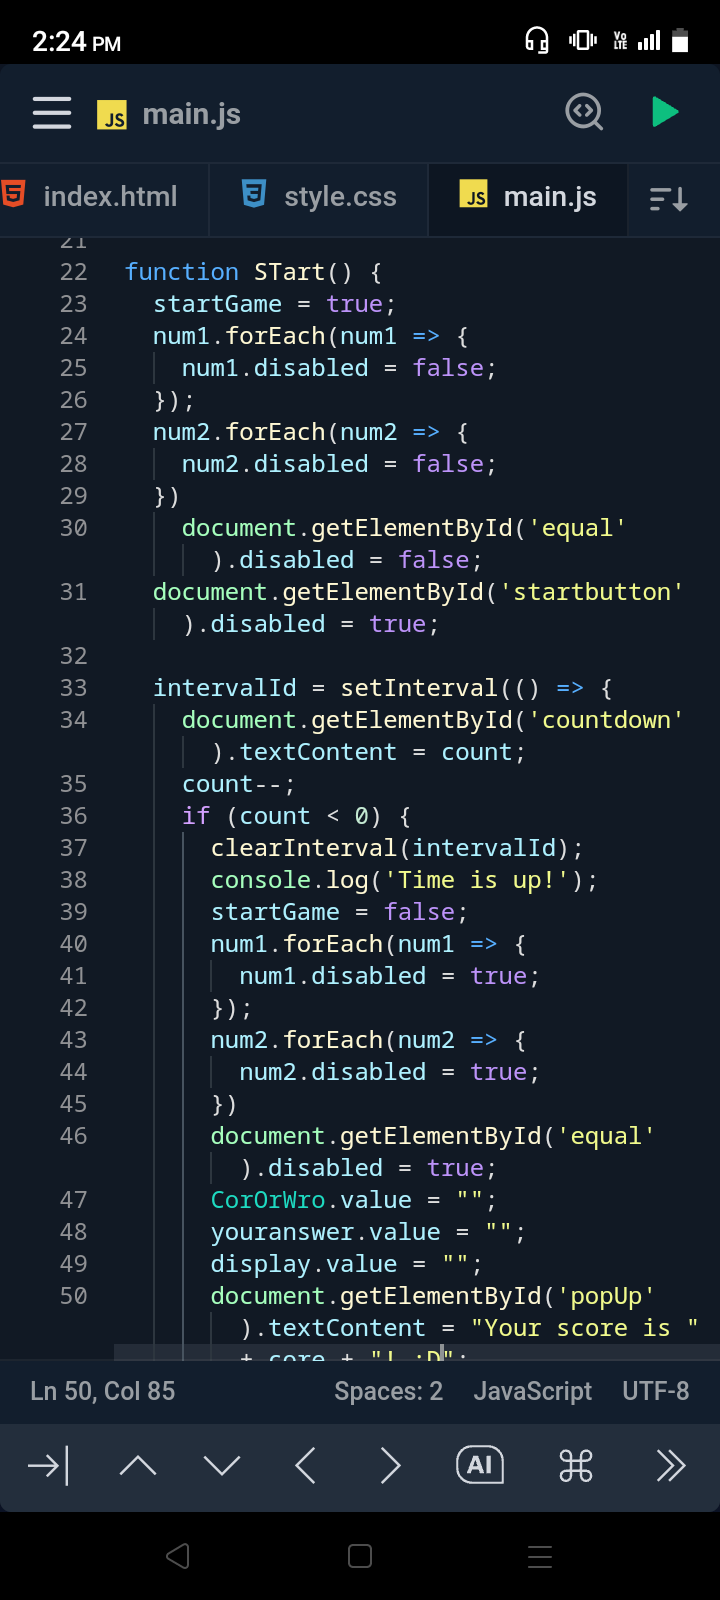 2:24 PM
Vo LTE
JS main.js
index.html style.css JS main.js
21
22 function STart() {
23 startGame = true;
24 num1.forEach(num1 => {
25 num1.disabled = false;
26 });
27 num2.forEach(num2 => {
28 num2.disabled = false;
29 })
30 document.getElementById('equal'
).disabled = false;
31 document.getElementById('startbutton'
).disabled = true;
32
33 intervalId = setInterval(() => {
34 document.getElementById('countdown'
).textContent = count;
35 count--;
36 if (count < 0) {
37 clearInterval(intervalId);
38 console.log('Time is up!');
39 startGame = false;
40 num1.forEach(num1 => {
41 num1.disabled = true;
42 });
43 num2.forEach(num2 => {
44 num2.disabled = true;
45 })
46 document.getElementById('equal'
).disabled = true;
47 CorOrWro.value = "";
48 youranswer.value = "";
49 display.value = "";
50 document.getElementById('popUp'
).textContent = "Your score is "
+ core + "! :D";
Ln 50, Col 85 Spaces: 2 JavaScript UTF-8
AI